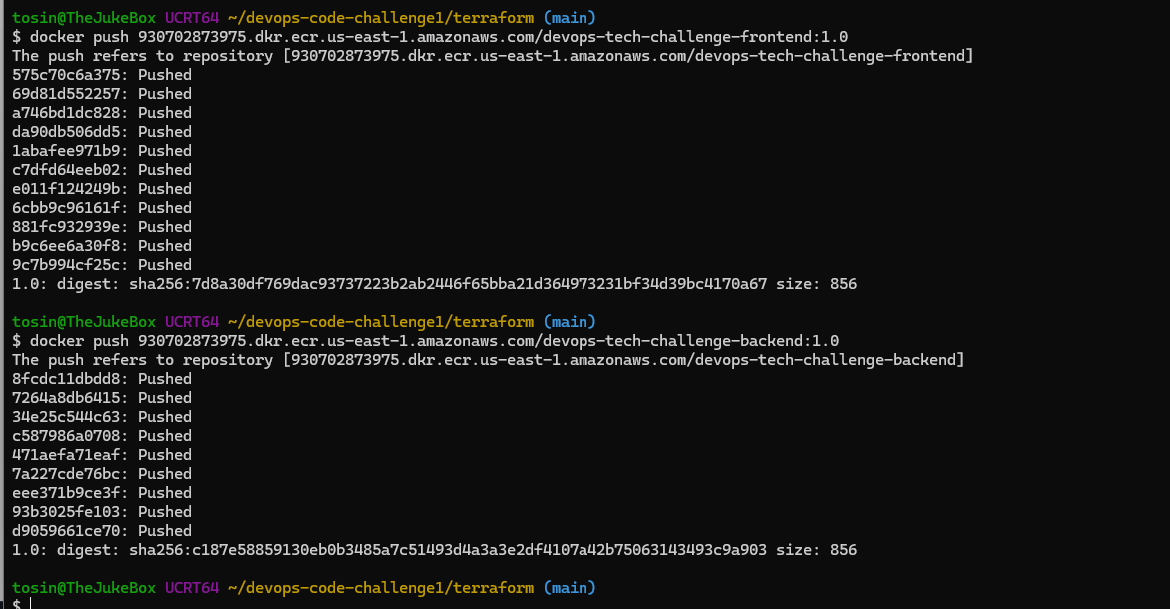 tosin@TheJukeBox UCRT64 ~/devops-code-challenge1/terraform (main)
$ docker push 930702873975.dkr.ecr.us-east-1.amazonaws.com/devops-tech-challenge-frontend:1.0
The push refers to repository [930702873975.dkr.ecr.us-east-1.amazonaws.com/devops-tech-challenge-frontend]
575c70c6a375: Pushed
69d81d552257: Pushed
a746bd1dc828: Pushed
da90db506dd5: Pushed
1abafee971b9: Pushed
c7dfd64eeb02: Pushed
e011f124249b: Pushed
6cbb9c96161f: Pushed
881fc932939e: Pushed
b9c6ee6a30f8: Pushed
9c7b994cf25c: Pushed
1.0: digest: sha256:7d8a30df769dac93737223b2ab2446f65bba21d364973231bf34d39bc4170a67 size: 856
tosin@TheJukeBox UCRT64 ~/devops-code-challenge1/terraform (main)
$ docker push 930702873975.dkr.ecr.us-east-1.amazonaws.com/devops-tech-challenge-backend:1.0
The push refers to repository [930702873975.dkr.ecr.us-east-1.amazonaws.com/devops-tech-challenge-backend]
8fcdc11dbdd8: Pushed
7264a8db6415: Pushed
34e25c544c63: Pushed
c587986a0708: Pushed
471aefa71eaf: Pushed
7a227cde76bc: Pushed
eee371b9ce3f: Pushed
93b3025fe103: Pushed
d9059661ce70: Pushed
1.0: digest: sha256:c187e58859130eb0b3485a7c51493d4a3a3e2df4107a42b75063143493c9a903 size: 856
tosin@TheJukeBox UCRT64 ~/devops-code-challenge1/terraform (main)
$